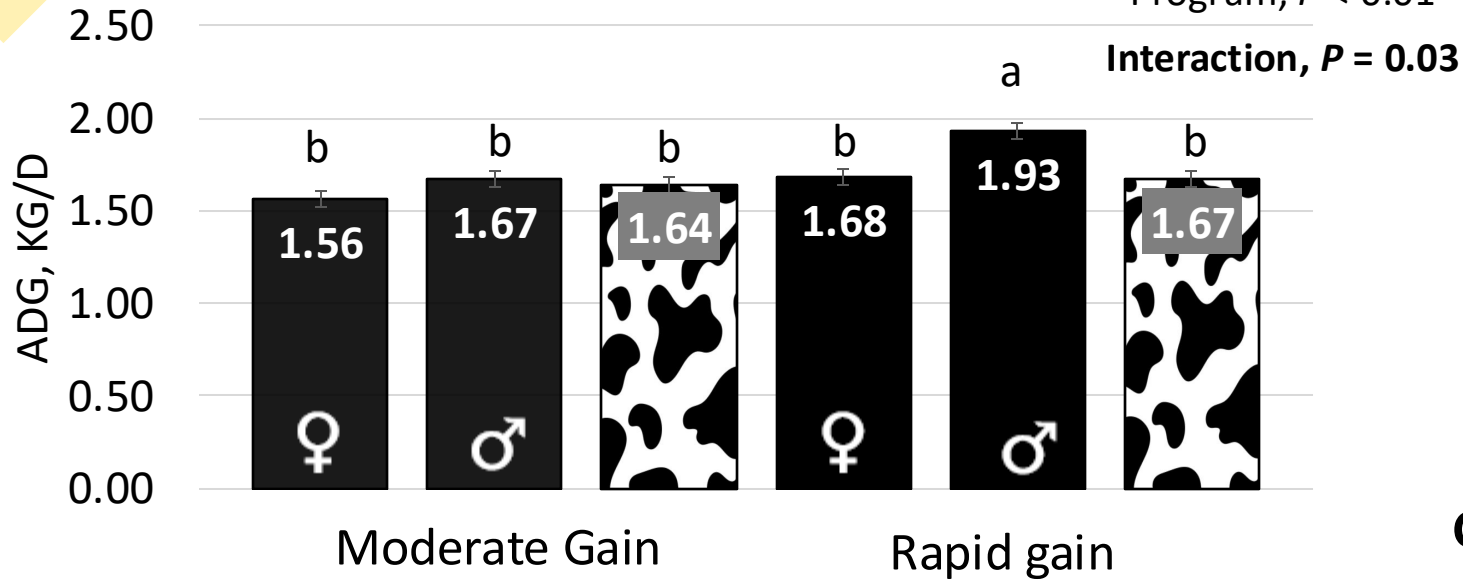 2.50
Interaction, P = 0.03
a
2.00
b b b b b
1.93
1.50
1.56 1.67 1.64 1.68 1.67
ADG, KG/D
1.00
0.50
♀ ♂ ♀ ♂
0.00
Moderate Gain Rapid gain